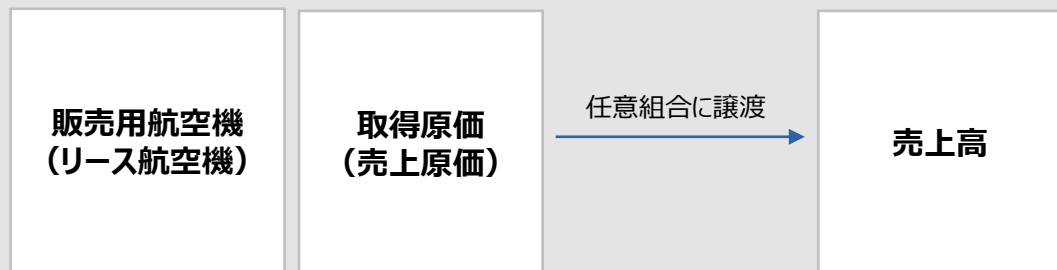 販売用航空機
（リース航空機）
取得原価
（売上原価）
任意組合に譲渡
売上高